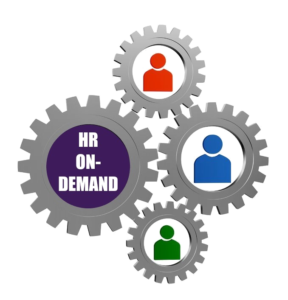 HR
ON-
DEMAND